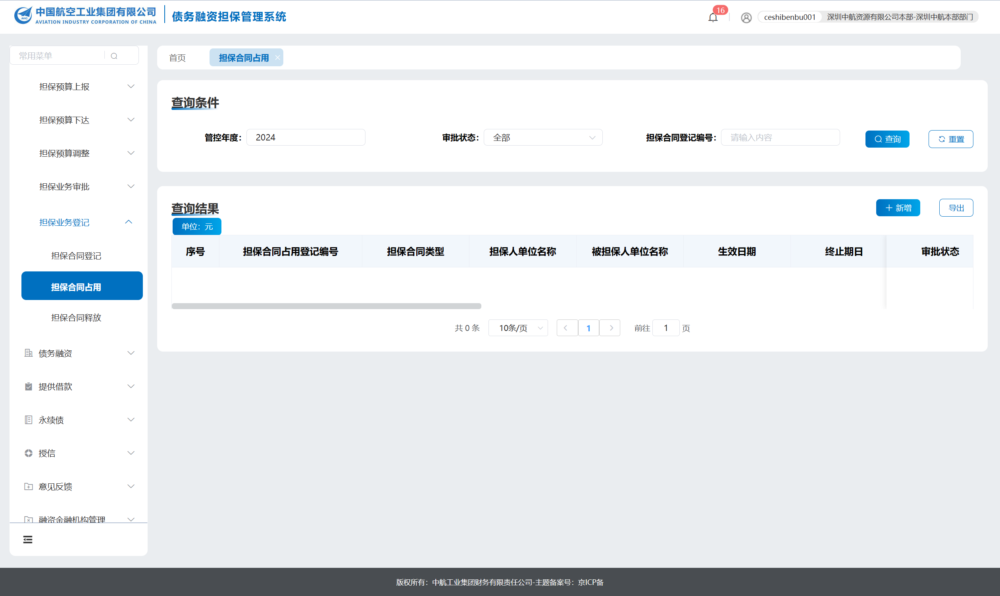 中国航空工业集团有限公司
AVIC
AVIATION INDUSTRY CORPORATION OF CHINA
债务融资担保管理系统
16
ceshibenbu001
深圳中航资源有限公司本部-深圳中航本部部门
常用菜单
担保预算上报
担保预算下达
担保预算调整
担保业务审批
担保业务登记
担保合同登记
担保合同占用
担保合同释放
债务融资
提供借款
永续债
授信
意见反馈
融资金融机构管理
首页
担保合同占用
查询条件
管控年度： 2024
审批状态： 全部
担保合同登记编号： 请输入内容
查询
重置
查询结果
新增
导出
单位：元
序号 担保合同占用登记编号 担保合同类型 担保人单位名称 被担保人单位名称 生效日期 终止期日 审批状态
共 0 条 10条/页 1 前往 1 页
版权所有：中航工业集团财务有限责任公司-主题备案号：京ICP备